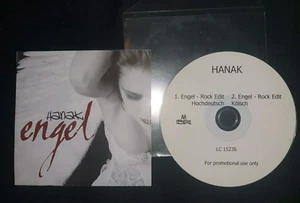 Hanak
engel
HANAK
1. Engel - Rock Edit 2. Engel - Rock Edit
Hochdeutsch Kölsch
LC 15236
For promotional use only